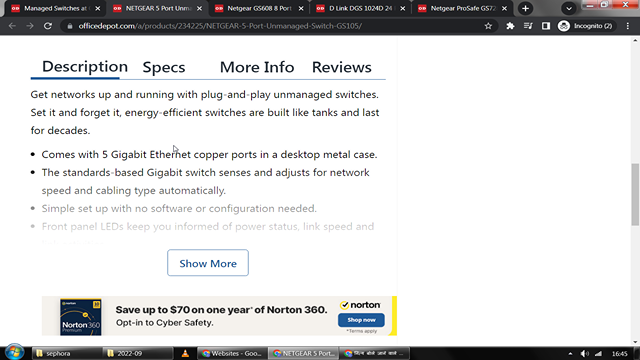 Managed Switches at
NETGEAR 5-Port Unm
Netgear GS608 8 Port
D Link DGS 1024D 24
Netgear ProSafe GS72
officedepot.com/a/products/234225/NETGEAR-5-Port-Unmanaged-Switch-GS105/
Incognito (2)
Description
Specs
More Info
Reviews
Get networks up and running with plug-and-play unmanaged switches.
Set it and forget it, energy-efficient switches are built like tanks and last
for decades.
Comes with 5 Gigabit Ethernet copper ports in a desktop metal case.
The standards-based Gigabit switch senses and adjusts for network
speed and cabling type automatically.
Simple set up with no software or configuration needed.
Front panel LEDs keep you informed of power status, link speed and
Show More
Norton 360
Save up to $70 on one year* of Norton 360.
Opt-in to Cyber Safety.
norton
Shop now
*Terms apply.
sephora
2022-09
Websites - Goo...
NETGEAR 5 Port...
16:45